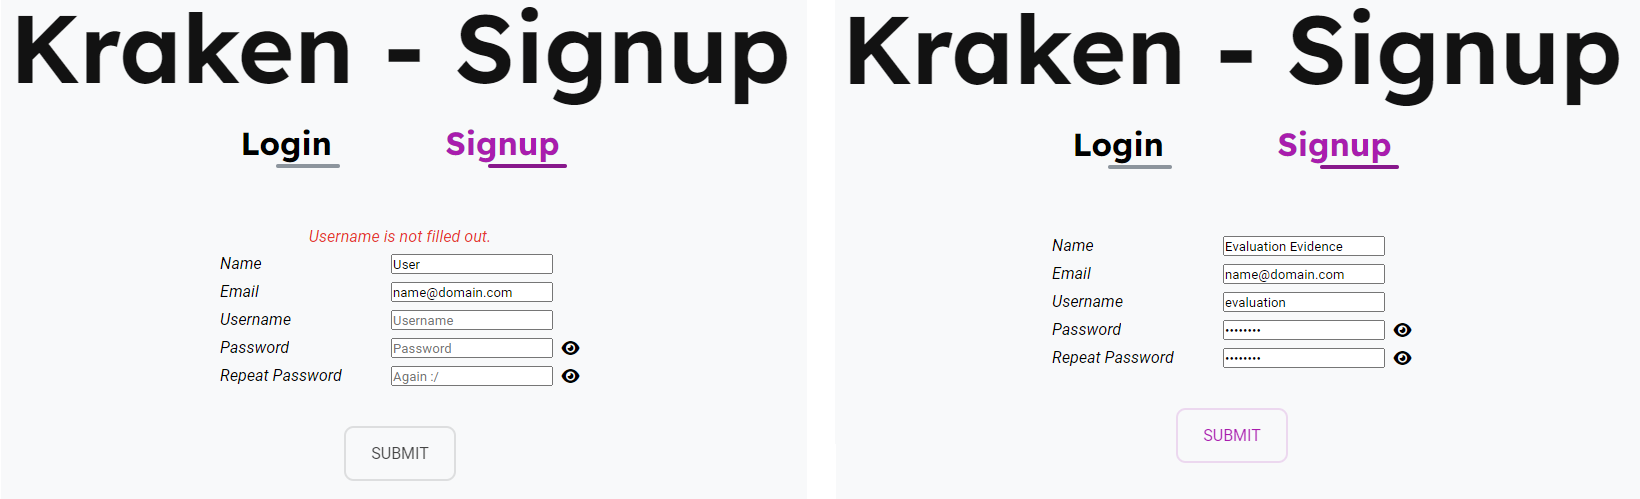 Kraken - Signup
Login Signup
Username is not filled out.
Name User
Email name@domain.com
Username Username
Password Password
Repeat Password Again :/
SUBMIT
Kraken - Signup
Login Signup
Name Evaluation Evidence
Email name@domain.com
Username evaluation
Password ••••••••
Repeat Password ••••••••
SUBMIT